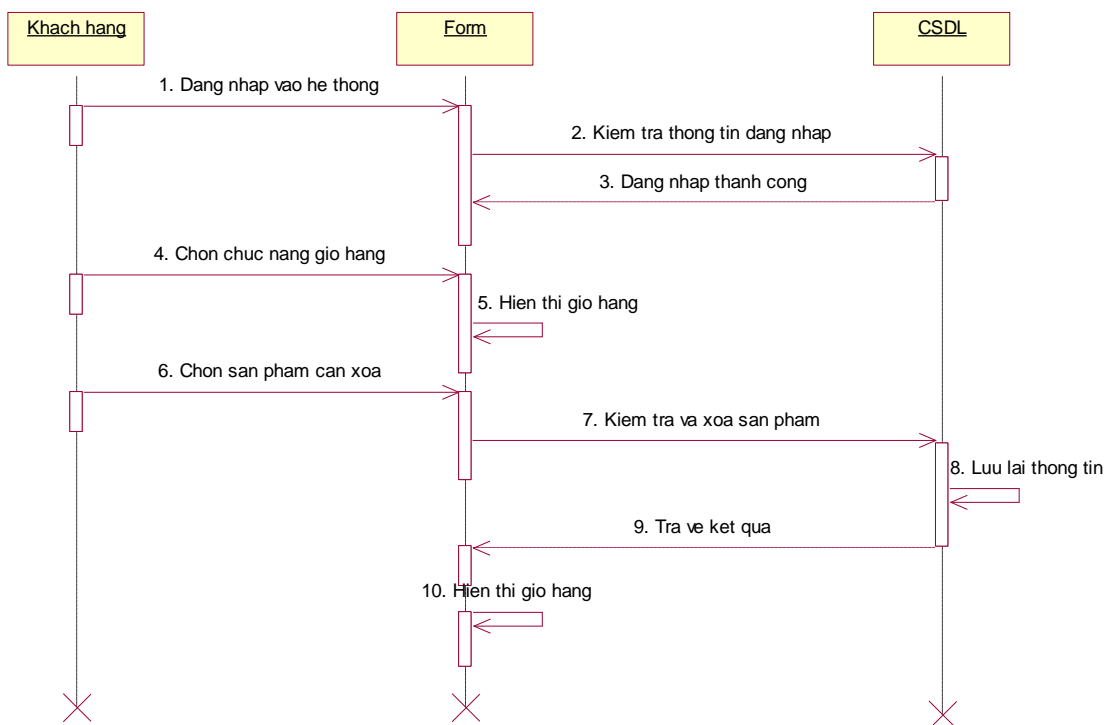 Khach hang
Form
CSDL
1. Dang nhap vao he thong
2. Kiem tra thong tin dang nhap
3. Dang nhap thanh cong
4. Chon chuc nang gio hang
5. Hien thi gio hang
6. Chon san pham can xoa
7. Kiem tra va xoa san pham
8. Luu lai thong tin
9. Tra ve ket qua
10. Hien thi gio hang